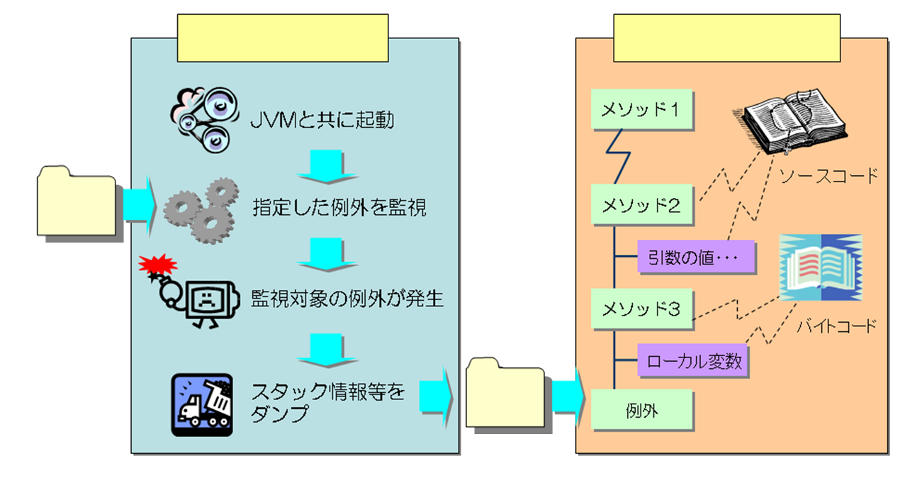 JVMと共に起動
指定した例外を監視
監視対象の例外が発生
スタック情報等を
ダンプ
メソッド1
ソースコード
メソッド2
引数の値・・・
メソッド3
バイトコード
ローカル変数
例外